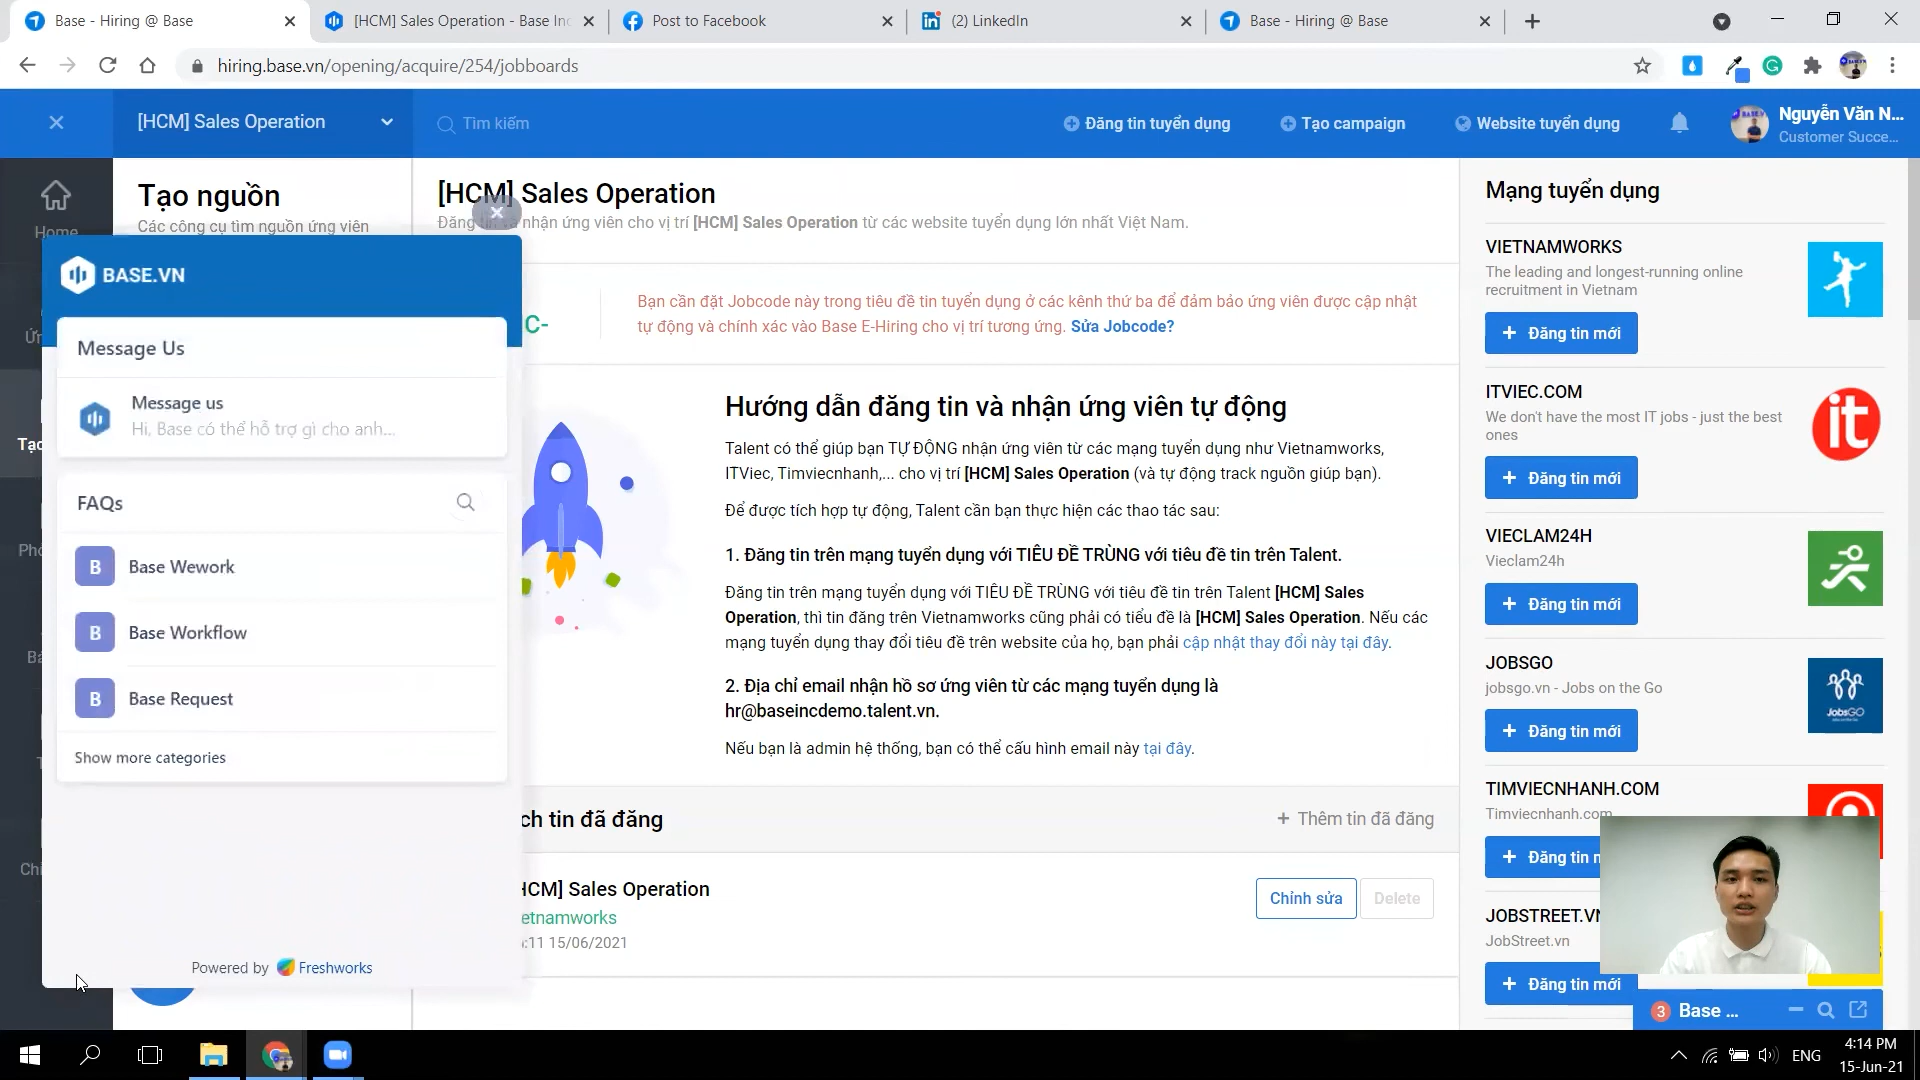 Base - Hiring @ Base
[HCM] Sales Operation - Base Inc
Post to Facebook
(2) LinkedIn
Base - Hiring @ Base
hiring.base.vn/opening/acquire/254/jobboards
[HCM] Sales Operation
Tìm kiếm
Đăng tin tuyển dụng
Tạo campaign
Website tuyển dụng
Nguyễn Văn N...
Customer Succe...
Home
Tạo nguồn
Các công cụ tìm nguồn ứng viên
[HCM] Sales Operation
Đăng tin và nhận ứng viên cho vị trí [HCM] Sales Operation từ các website tuyển dụng lớn nhất Việt Nam.
C-
Bạn cần đặt Jobcode này trong tiêu đề tin tuyển dụng ở các kênh thứ ba để đảm bảo ứng viên được cập nhật
tự động và chính xác vào Base E-Hiring cho vị trí tương ứng. Sửa Jobcode?
BASE.VN
Message Us
Message us
Hi, Base có thể hỗ trợ gì cho anh...
FAQs
B Base Wework
B Base Workflow
B Base Request
Show more categories
Powered by Freshworks
Hướng dẫn đăng tin và nhận ứng viên tự động
Talent có thể giúp bạn TỰ ĐỘNG nhận ứng viên từ các mạng tuyển dụng như Vietnamworks,
ITViec, Timviecnhanh,... cho vị trí [HCM] Sales Operation (và tự động track nguồn giúp bạn).
Để được tích hợp tự động, Talent cần bạn thực hiện các thao tác sau:
1. Đăng tin trên mạng tuyển dụng với TIÊU ĐỀ TRÙNG với tiêu đề tin trên Talent.
Đăng tin trên mạng tuyển dụng với TIÊU ĐỀ TRÙNG với tiêu đề tin trên Talent [HCM] Sales
Operation, thì tin đăng trên Vietnamworks cũng phải có tiểu đề là [HCM] Sales Operation. Nếu các
mạng tuyển dụng thay đổi tiêu đề trên website của họ, bạn phải cập nhật thay đổi này tại đây.
2. Địa chỉ email nhận hồ sơ ứng viên từ các mạng tuyển dụng là
hr@baseincdemo.talent.vn.
Nếu bạn là admin hệ thống, bạn có thể cấu hình email này tại đây.
ch tin đã đăng
+ Thêm tin đã đăng
HCM] Sales Operation
etnamworks
:11 15/06/2021
Chỉnh sửa
Delete
Mạng tuyển dụng
VIETNAMWORKS
The leading and longest-running online
recruitment in Vietnam
+ Đăng tin mới
ITVIEC.COM
We don't have the most IT jobs - just the best
ones
it
+ Đăng tin mới
VIECLAM24H
Vieclam24h
+ Đăng tin mới
JOBSGO
jobsgo.vn - Jobs on the Go
JobsGO
+ Đăng tin mới
TIMVIECNHANH.COM
Timviecnhanh.com
+ Đăng tin n
JOBSTREET.VN
JobStreet.vn
+ Đăng tin mới
3 Base ...
ENG
4:14 PM
15-Jun-21